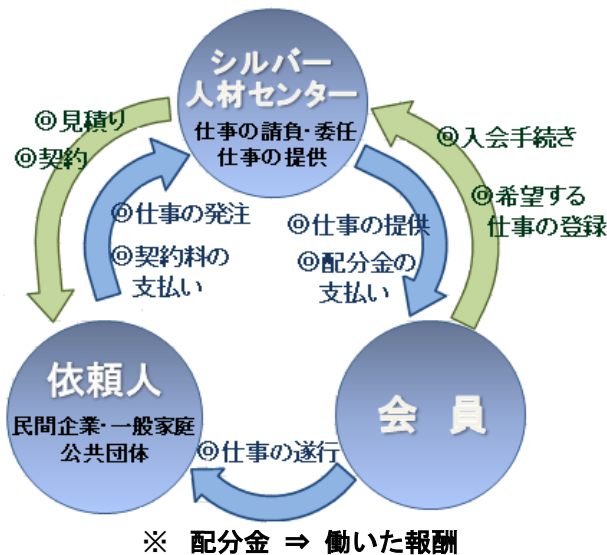 シルバー
人材センター
仕事の請負・委任
仕事の提供
◎見積り
◎契約
◎入会手続き
◎希望する
仕事の登録
◎仕事の発注
◎契約料の
支払い
◎仕事の提供
◎配分金の
支払い
依頼人
民間企業・一般家庭
公共団体
会 員
◎仕事の遂行
※ 配分金 ⇒ 働いた報酬